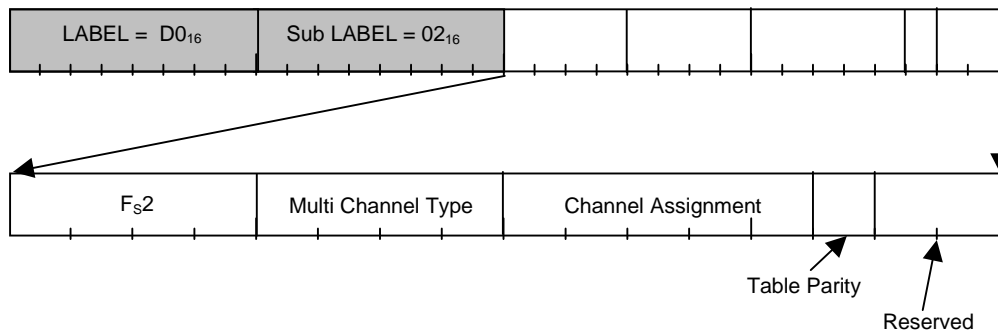 LABEL = D0₁₆ Sub LABEL = 02₁₆
Fₛ2 Multi Channel Type Channel Assignment
Table Parity
Reserved